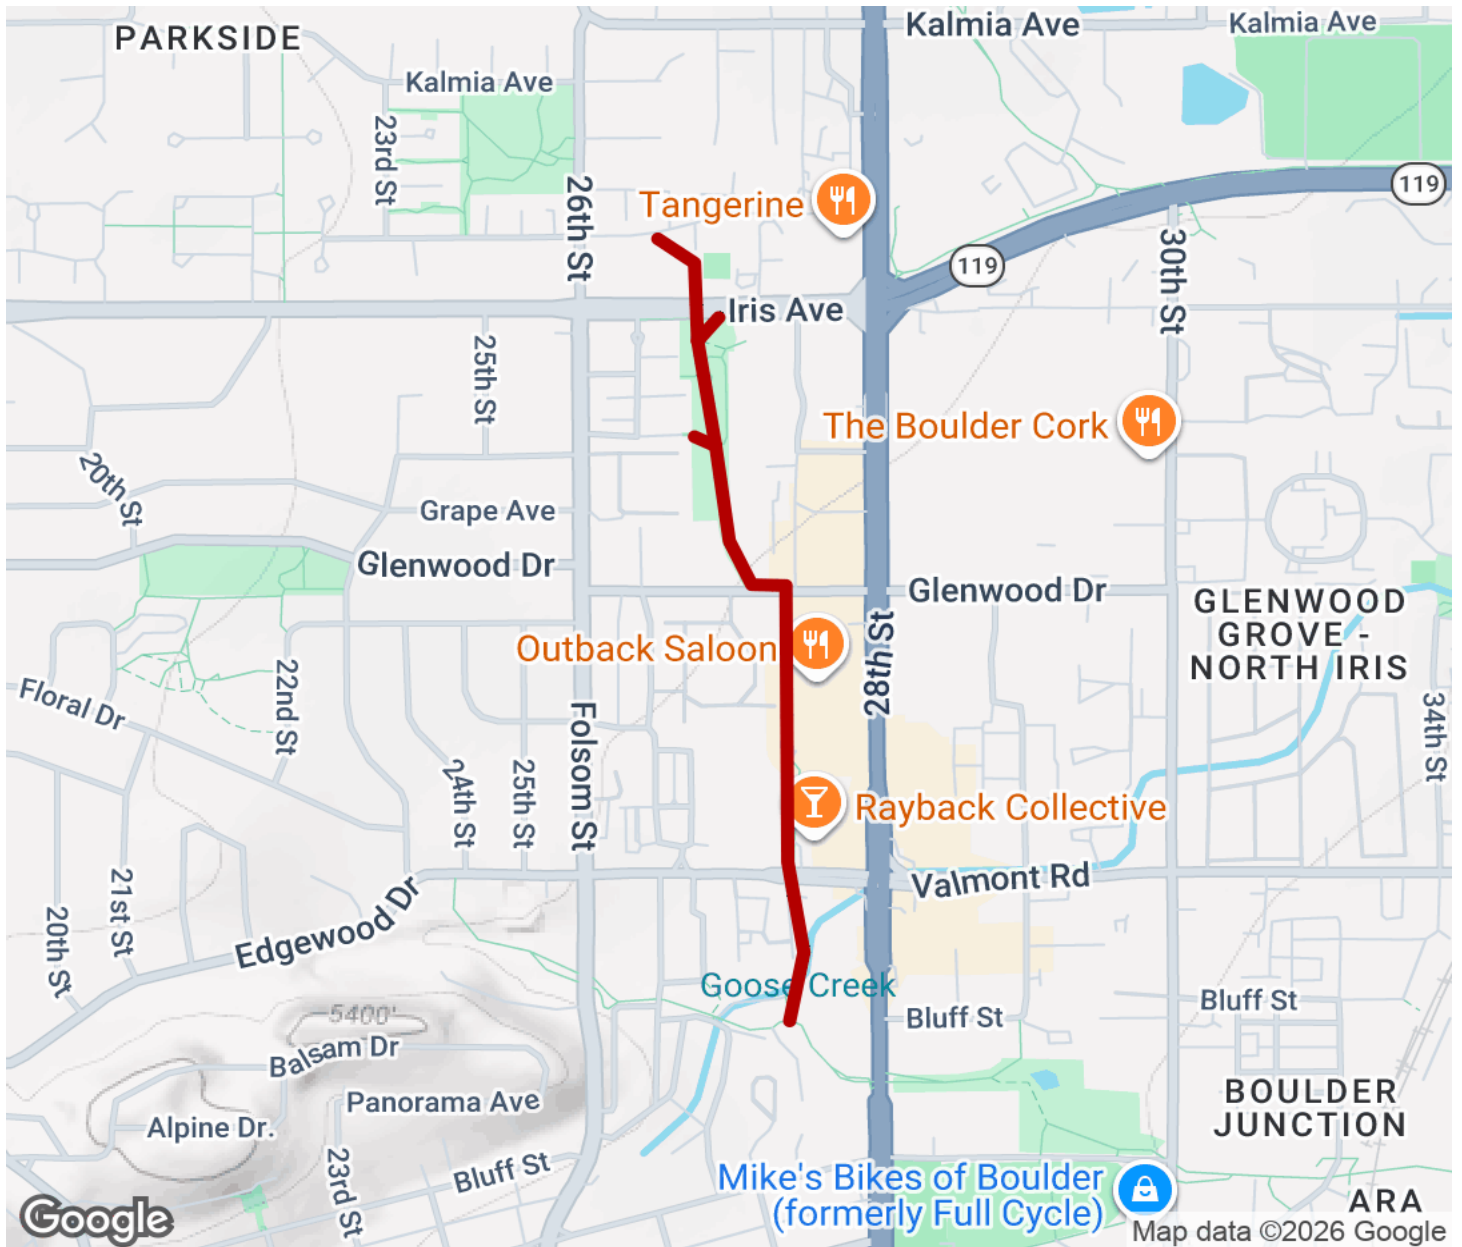 PARKSIDE
Kalmia Ave
Kalmia Ave
Kalmia Ave
23rd St
26th St
Tangerine
119
119
30th St
Iris Ave
25th St
The Boulder Cork
20th St
Grape Ave
Glenwood Dr
Glenwood Dr
GLENWOOD
GROVE -
NORTH IRIS
Outback Saloon
28th St
22nd St
Floral Dr
Folsom St
34th St
24th St
25th St
Rayback Collective
Valmont Rd
21st St
20th St
Edgewood Dr
Goose Creek
Bluff St
Bluff St
5400'
Balsam Dr
Panorama Ave
Alpine Dr.
BOULDER
JUNCTION
23rd St
Bluff St
Mike's Bikes of Boulder
(formerly Full Cycle)
ARA
Google
Map data ©2026 Google